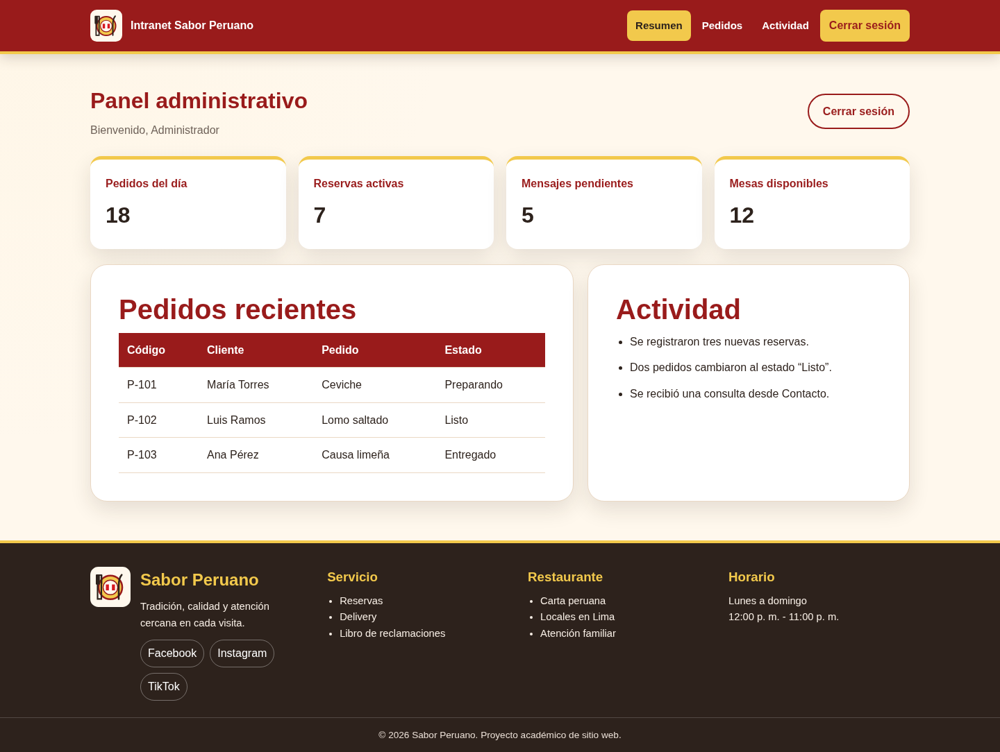 Intranet Sabor Peruano
Resumen Pedidos Actividad Cerrar sesión
Panel administrativo
Bienvenido, Administrador
Cerrar sesión
Pedidos del día
18
Reservas activas
7
Mensajes pendientes
5
Mesas disponibles
12
Pedidos recientes
Código Cliente Pedido Estado
P-101 María Torres Ceviche Preparando
P-102 Luis Ramos Lomo saltado Listo
P-103 Ana Pérez Causa limeña Entregado
Actividad
Se registraron tres nuevas reservas.
Dos pedidos cambiaron al estado “Listo”.
Se recibió una consulta desde Contacto.
Sabor Peruano
Tradición, calidad y atención
cercana en cada visita.
Facebook Instagram
TikTok
Servicio
Reservas
Delivery
Libro de reclamaciones
Restaurante
Carta peruana
Locales en Lima
Atención familiar
Horario
Lunes a domingo
12:00 p. m. - 11:00 p. m.
© 2026 Sabor Peruano. Proyecto académico de sitio web.